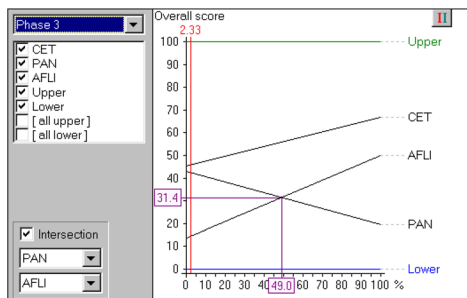 Phase 3
CET
PAN
AFLI
Upper
Lower
[ all upper ]
[ all lower ]
Intersection
PAN
AFLI
Overall score
2.33
100
90
80
70
60
50
40
31.4
20
10
0
0 10 20 30 40 49.0 60 70 80 90 100 %
Upper
CET
AFLI
PAN
Lower